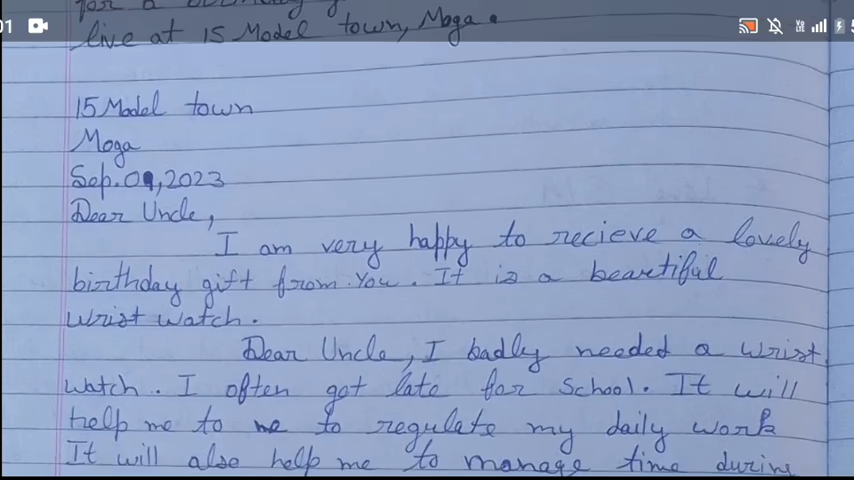 for a birthday
live at 15 Model town, Moga.
15 Model town
Moga
Sep. 09, 2023
Dear Uncle,
I am very happy to recieve a lovely
birthday gift from You. It is a beautiful
wrist watch.
Dear Uncle, I badly needed a wrist
watch. I often got late for School. It will
help me to me to regulate my daily work
It will also help me to manage time during